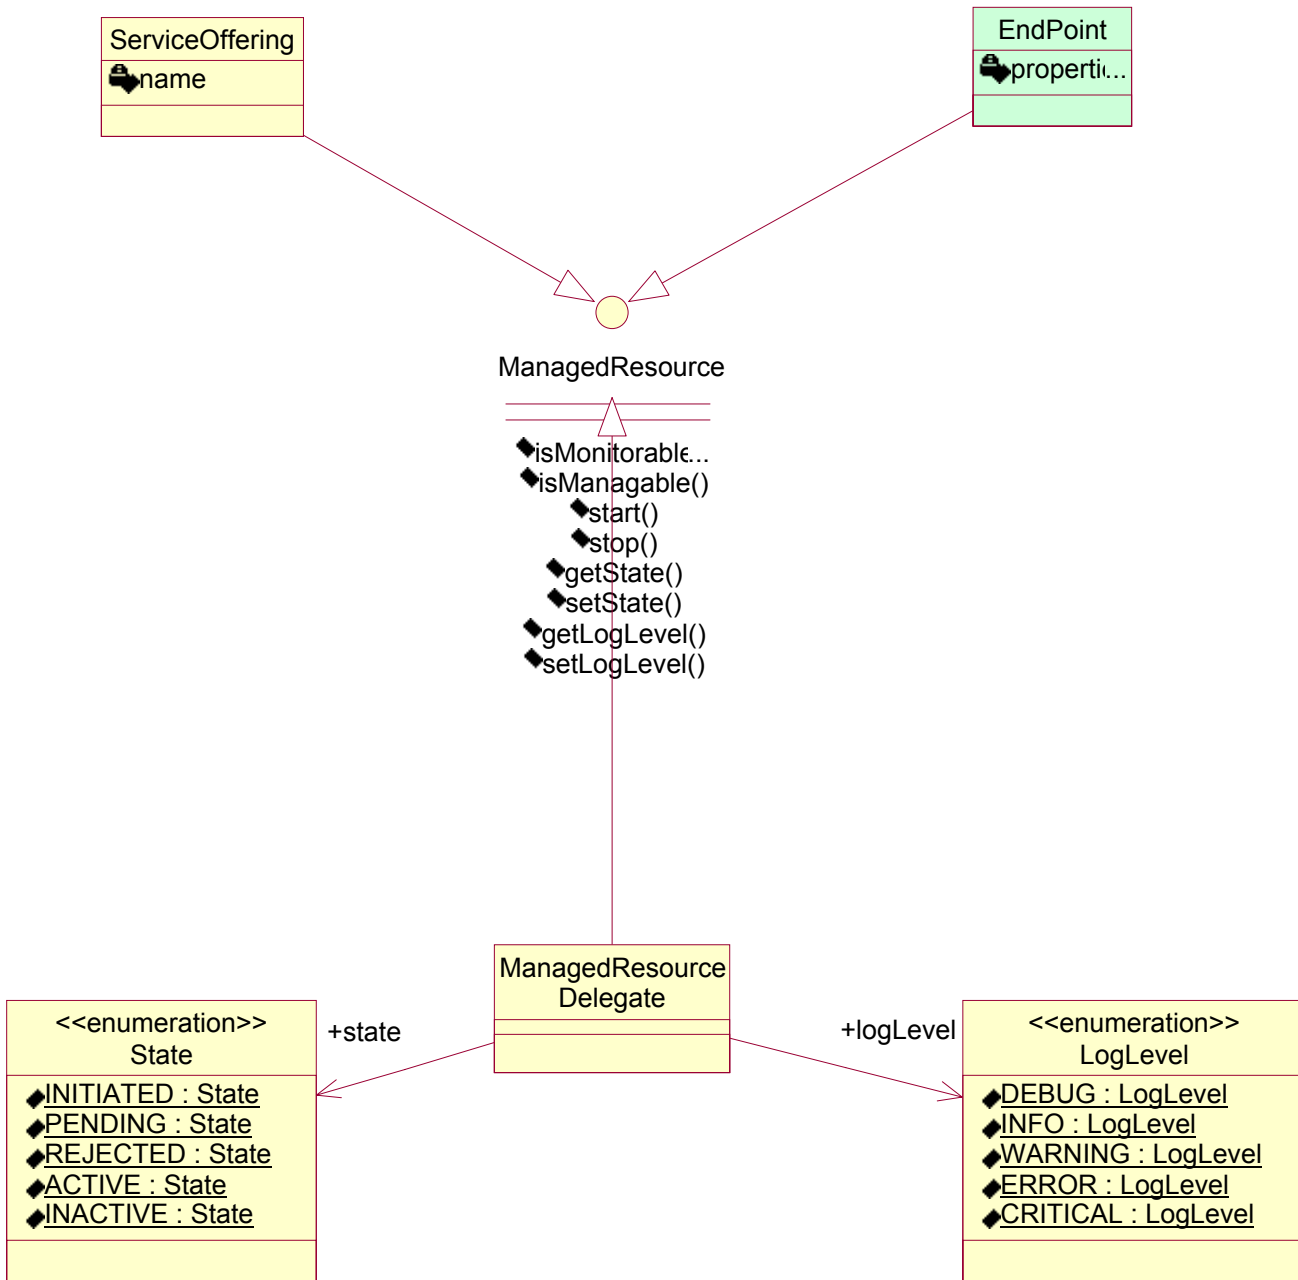 ServiceOffering
name
EndPoint
properti...
ManagedResource
isMonitorable...
isManagable()
start()
stop()
getState()
setState()
getLogLevel()
setLogLevel()
ManagedResource
Delegate
+state
+logLevel
<<enumeration>>
State
INITIATED : State
PENDING : State
REJECTED : State
ACTIVE : State
INACTIVE : State
<<enumeration>>
LogLevel
DEBUG : LogLevel
INFO : LogLevel
WARNING : LogLevel
ERROR : LogLevel
CRITICAL : LogLevel